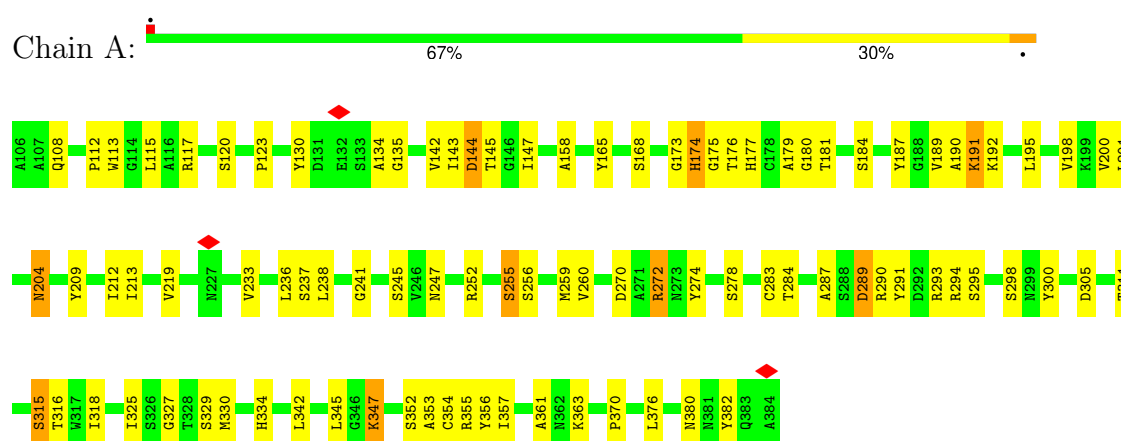 Chain A:
67% 30%
A106 A107 Q108 P112 W113 G114 L115 A116 R117 S120 P123 Y130 D131 E132 S133 A134 G135 V142 I143 D144 T145 G146 I147 A158 Y165 S168 G173 H174 G175 T176 H177 C178 A179 G180 T181 S184 Y187 G188 V189 A190 K191 K192 L195 V198 K199 V200
N204 Y209 I212 I213 V219 N227 V233 L236 S237 L238 G241 S245 V246 N247 R252 S255 S256 M259 V260 D270 A271 R272 N273 Y274 S278 C283 T284 A287 S288 D289 R290 Y291 D292 R293 R294 S295 S298 N299 Y300 D305
S315 T316 W317 I318 I325 S326 G327 T328 S329 M330 H334 L342 L345 G346 K347 S352 A353 C354 R355 Y356 I357 A361 N362 K363 P370 L376 N380 N381 Y382 Q383 A384